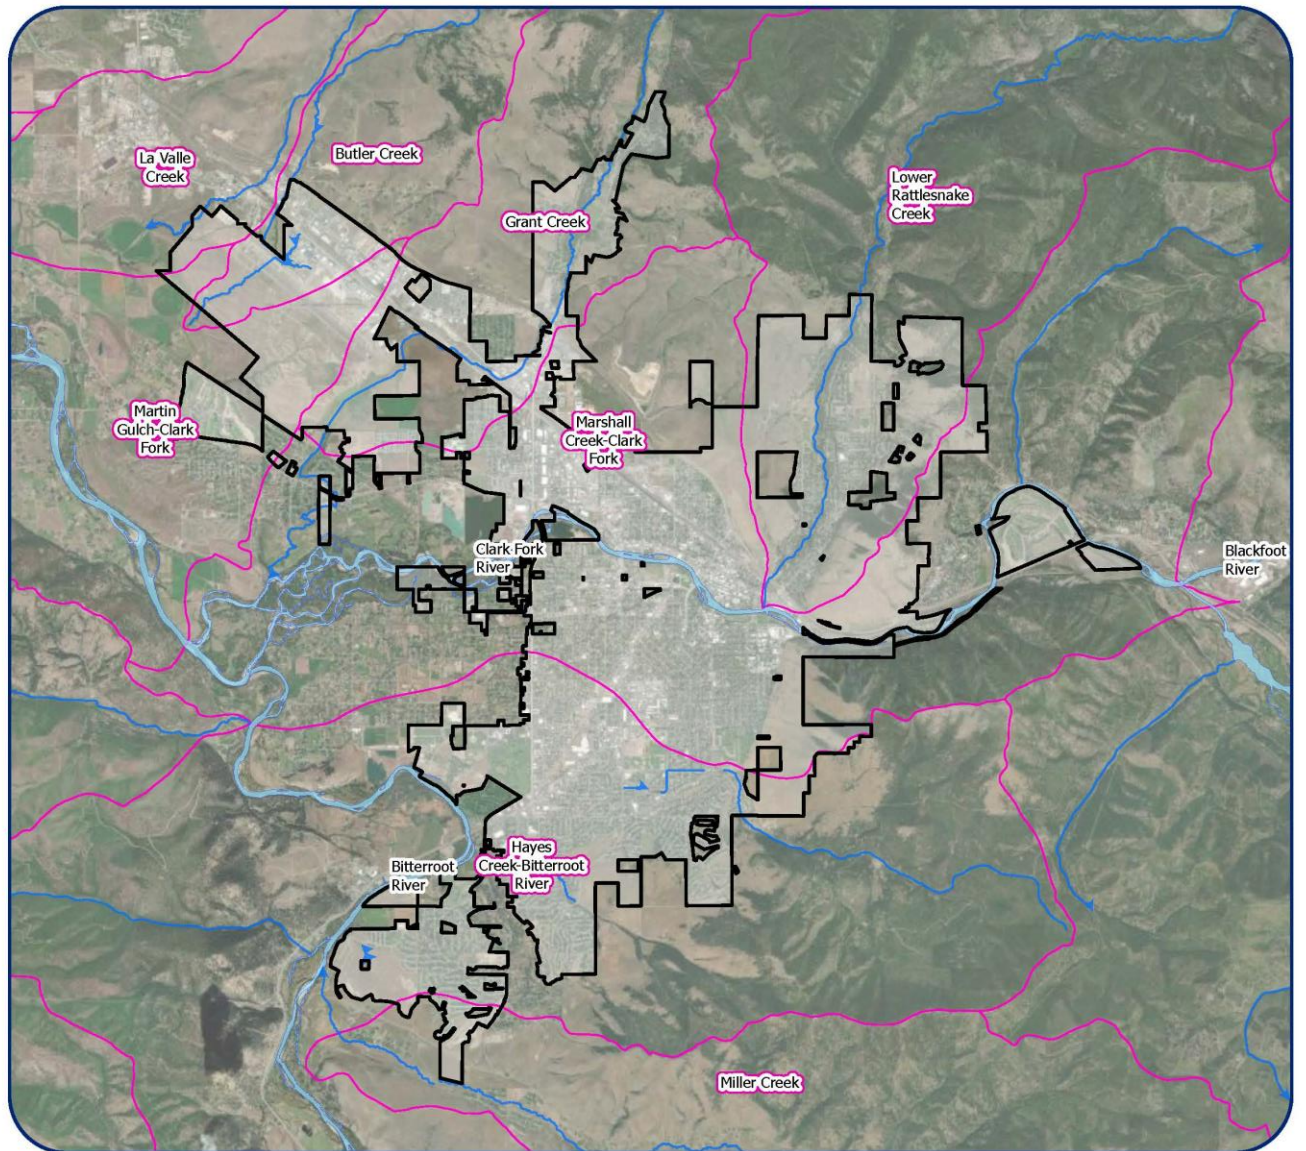 La Valle
Creek
Butler Creek
Grant Creek
Lower
Rattlesnake
Creek
Martin
Gulch-Clark
Fork
Marshall
Creek-Clark
Fork
Clark Fork
River
Blackfoot
River
Bitterroot
River
Hayes
Creek-Bitterroot
River
Miller Creek